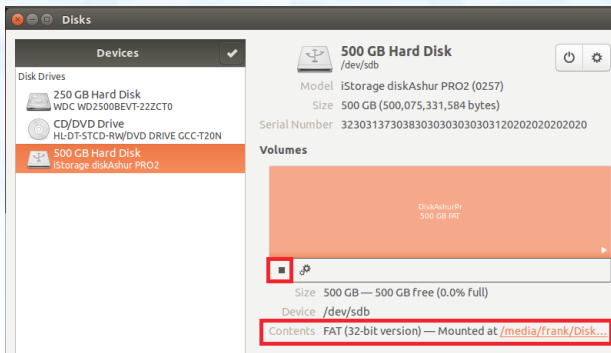 Disks
Devices
Disk Drives
250 GB Hard Disk
WDC WD2500BEVT-22ZCT0
CD/DVD Drive
HL-DT-STCD-RW/DVD DRIVE GCC-T20N
500 GB Hard Disk
iStorage diskAshur PRO2
500 GB Hard Disk
/dev/sdb
Model iStorage diskAshur PRO2 (0257)
Size 500 GB (500,075,331,584 bytes)
Serial Number 32303137303830303030303031202020202020
Volumes
DiskAshurPr
500 GB FAT
Size 500 GB — 500 GB free (0.0% full)
Device /dev/sdb
Contents FAT (32-bit version) — Mounted at /media/frank/Disk...